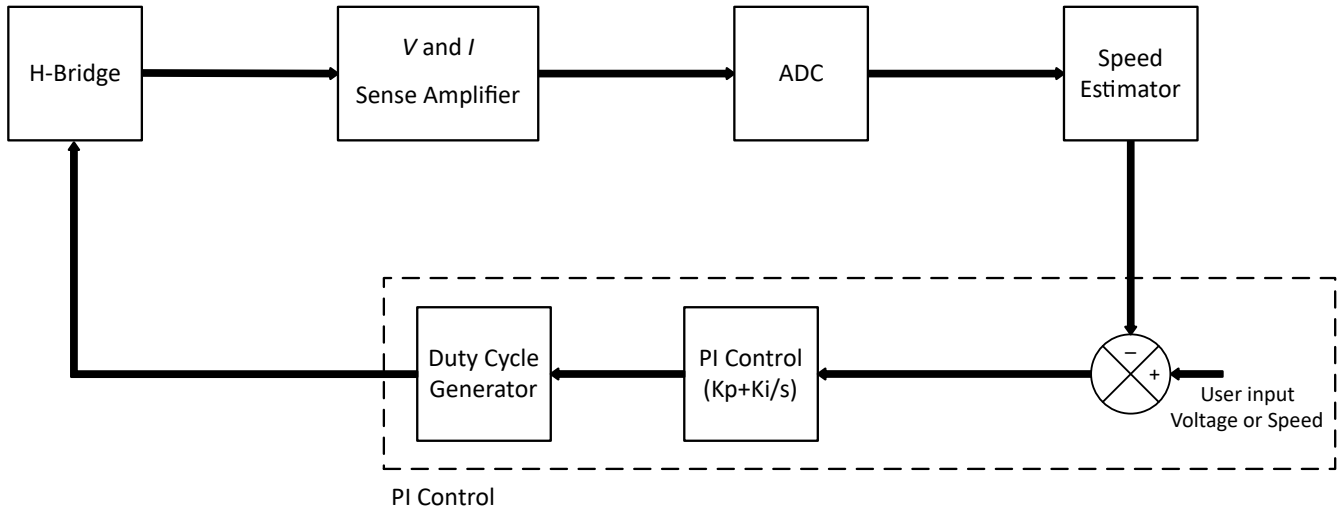 H-Bridge
V and I
Sense Amplifier
ADC
Speed
Estimator
Duty Cycle
Generator
PI Control
(Kp+Ki/s)
−
+
User input
Voltage or Speed
PI Control